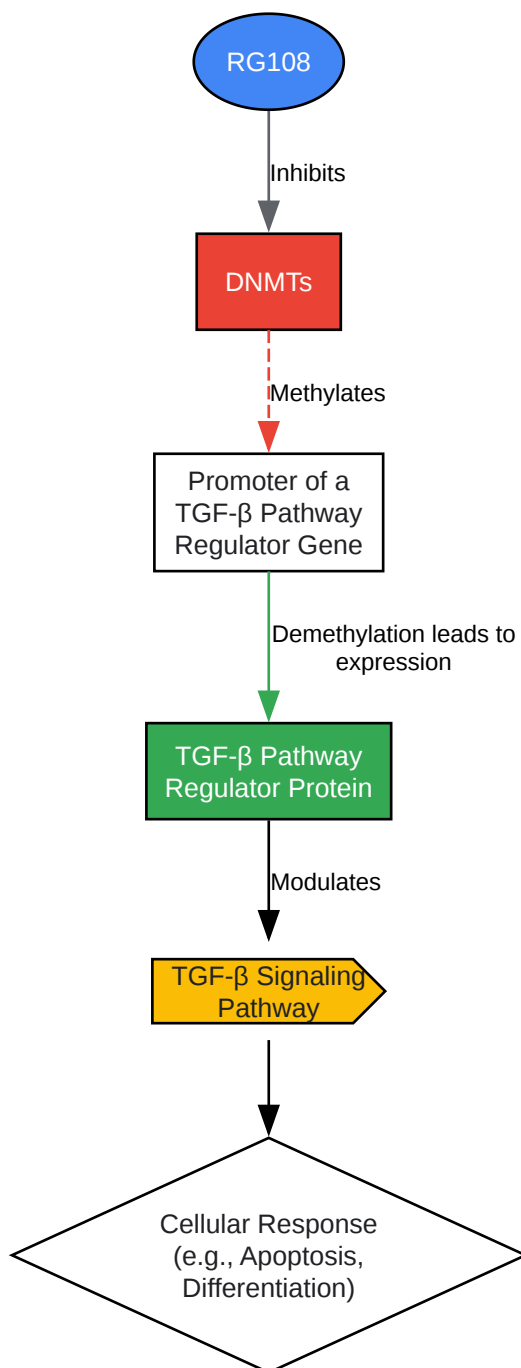 RG108
Inhibits
DNMTs
Methylates
Promoter of a
TGF-β Pathway
Regulator Gene
Demethylation leads to
expression
TGF-β Pathway
Regulator Protein
Modulates
TGF-β Signaling
Pathway
Cellular Response
(e.g., Apoptosis,
Differentiation)